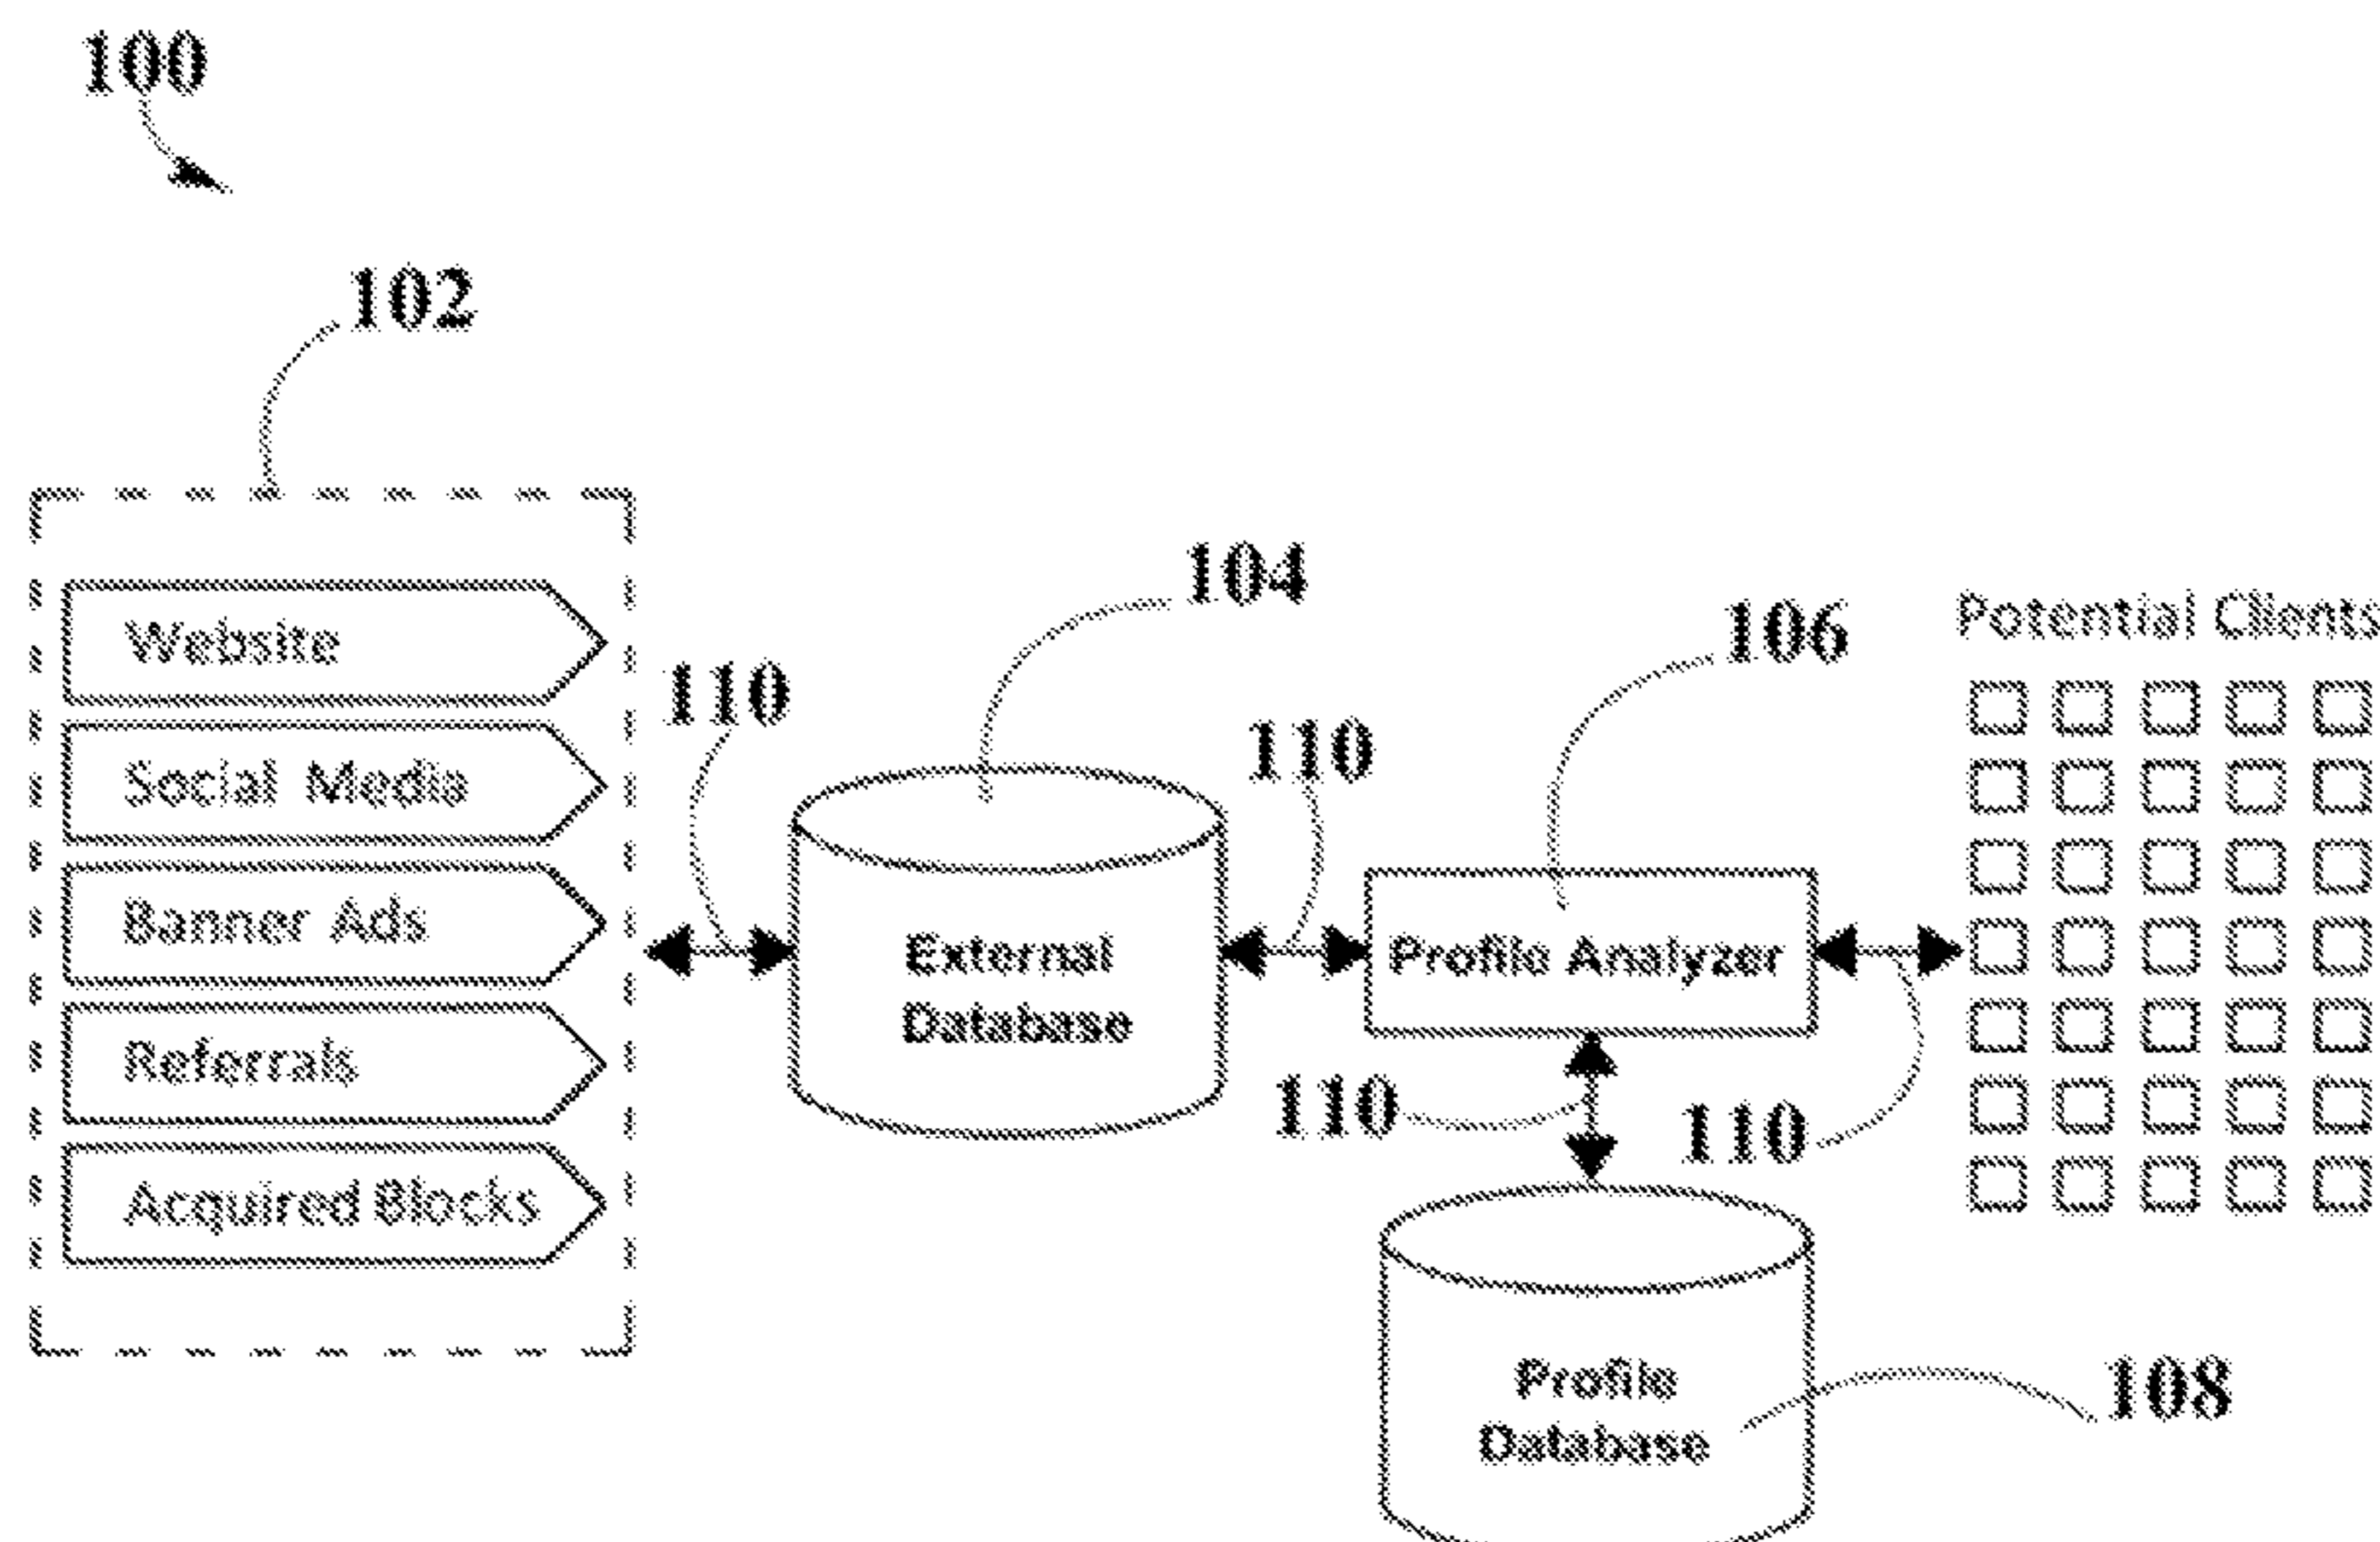 100
102
104
106
Potential Clients
Website
110
110
Social Media
Banner Ads
External
Database
Profile Analyzer
Referrals
110
110
Acquired Blocks
Profile
Database
108